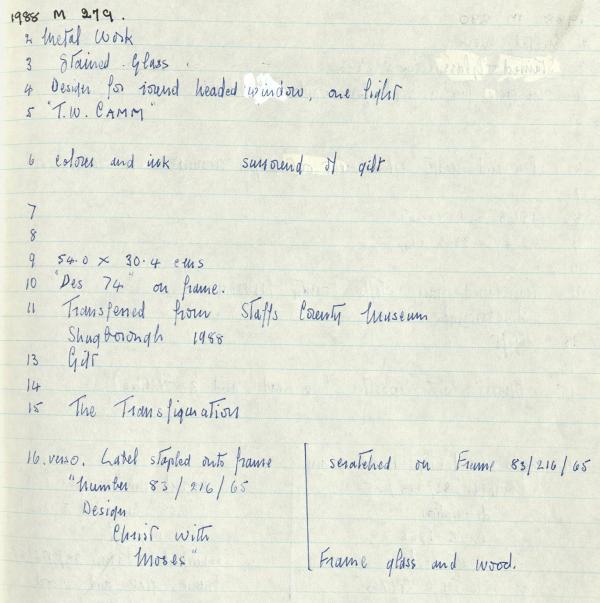 1988 M 279.
2 Metal Work
3 Stained Glass.
4 Design for round headed window, one light
5 "T.W. CAMM"
6 colour and ink surround of gilt
7
8
9 54.0 x 30.4 cms
10 "Des 74" on frame.
11 Transferred from Staffs County Museum
Shugborough 1988
13 Gift
14
15 The Transfiguration
16. verso. Label stapled onto frame
"Number 83/216/65
Design
Christ with
Moses"
scratched on Frame 83/216/65
Frame glass and wood.